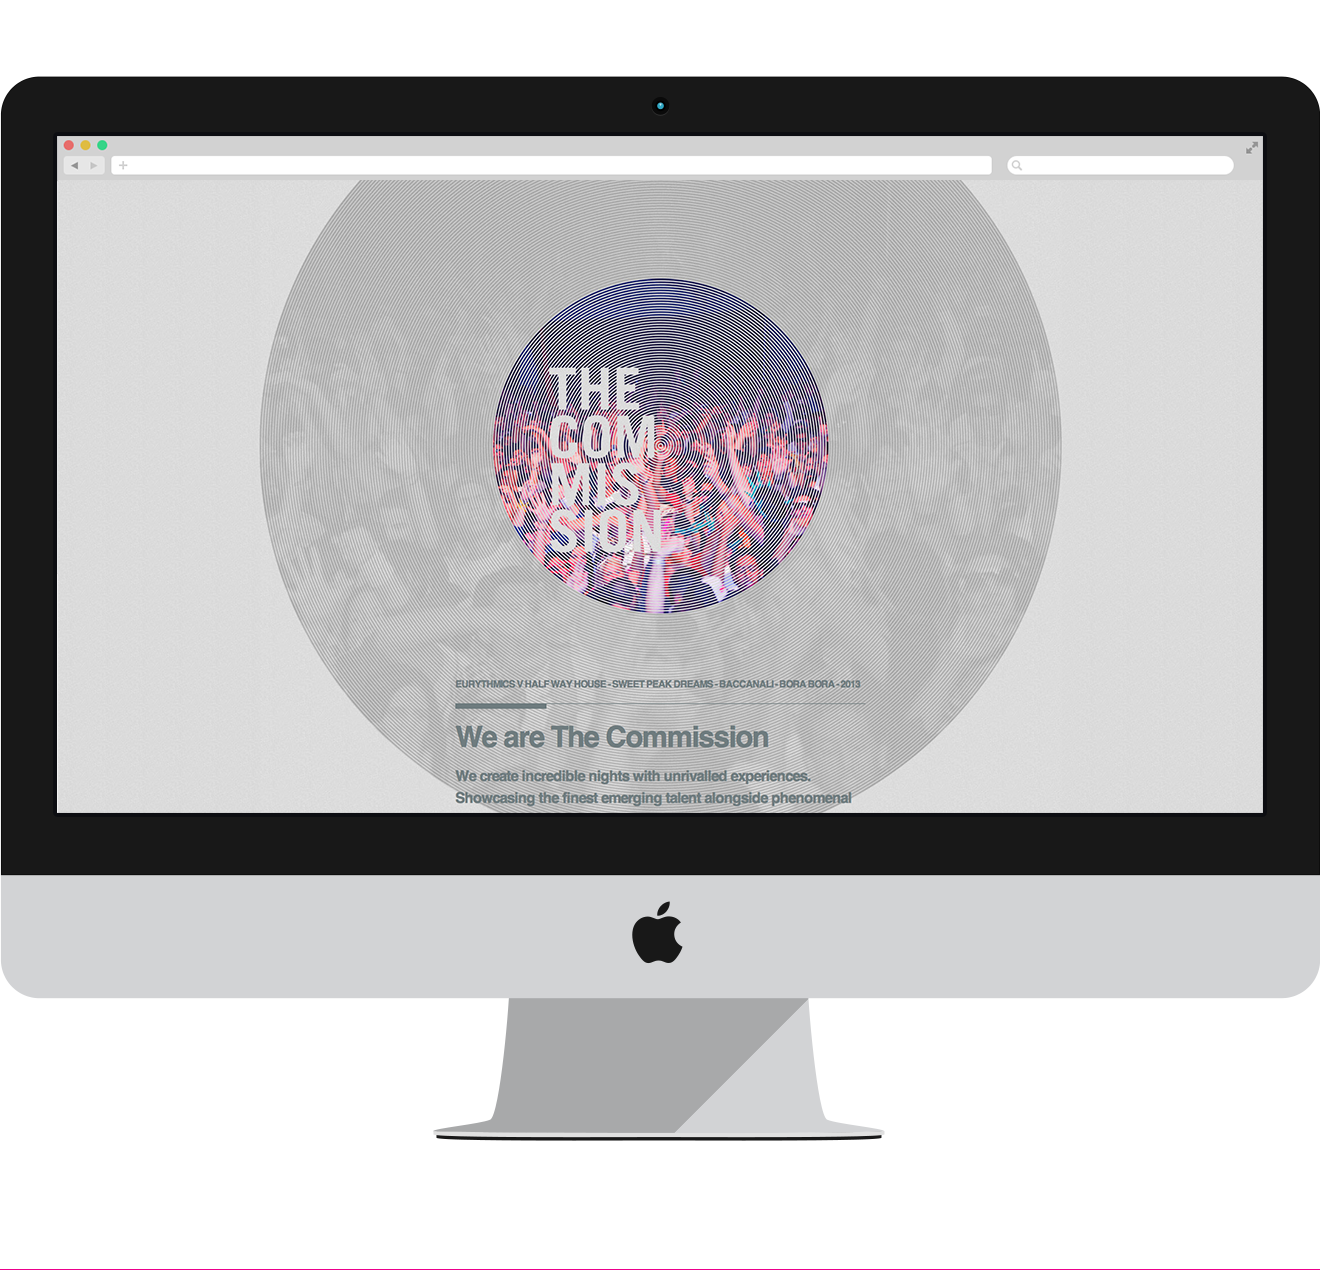 THE
COM
MIS
SION
EURYTHMICS V HALF WAY HOUSE - SWEET PEAK DREAMS - BACCANALI - BORA BORA - 2013
We are The Commission
We create incredible nights with unrivalled experiences.
Showcasing the finest emerging talent alongside phenomenal